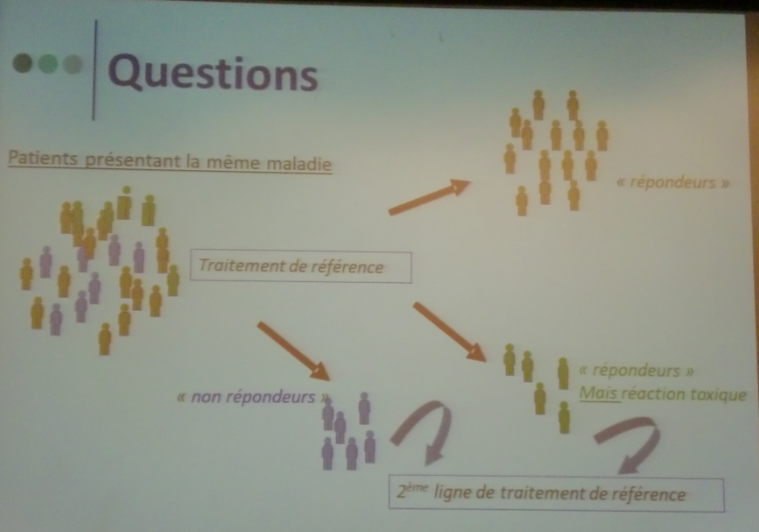 Questions
Patients présentant la même maladie
« répondeurs »
Traitement de référence
« répondeurs »
Mais réaction toxique
« non répondeurs »
2ème ligne de traitement de référence